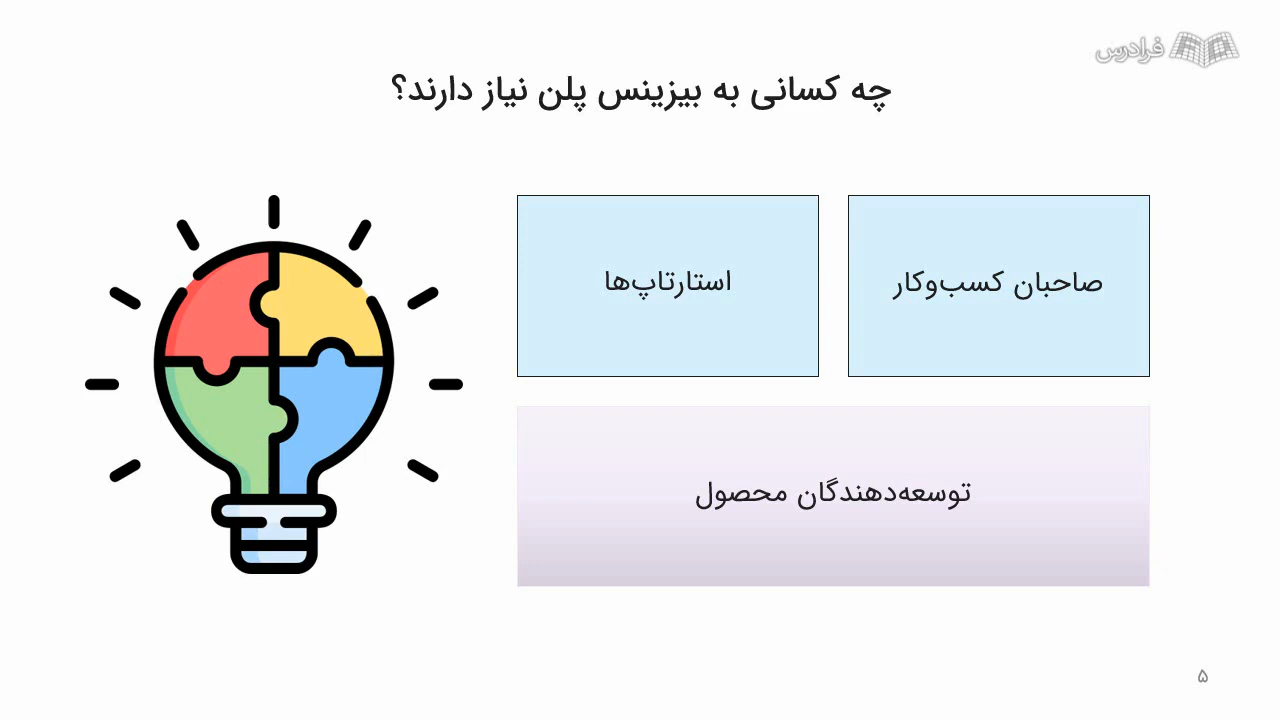 فرادرس
چه کسانی به بیزینس پلن نیاز دارند؟
صاحبان کسب‌وکار
استارتاپ‌ها
توسعه‌دهندگان محصول
۵